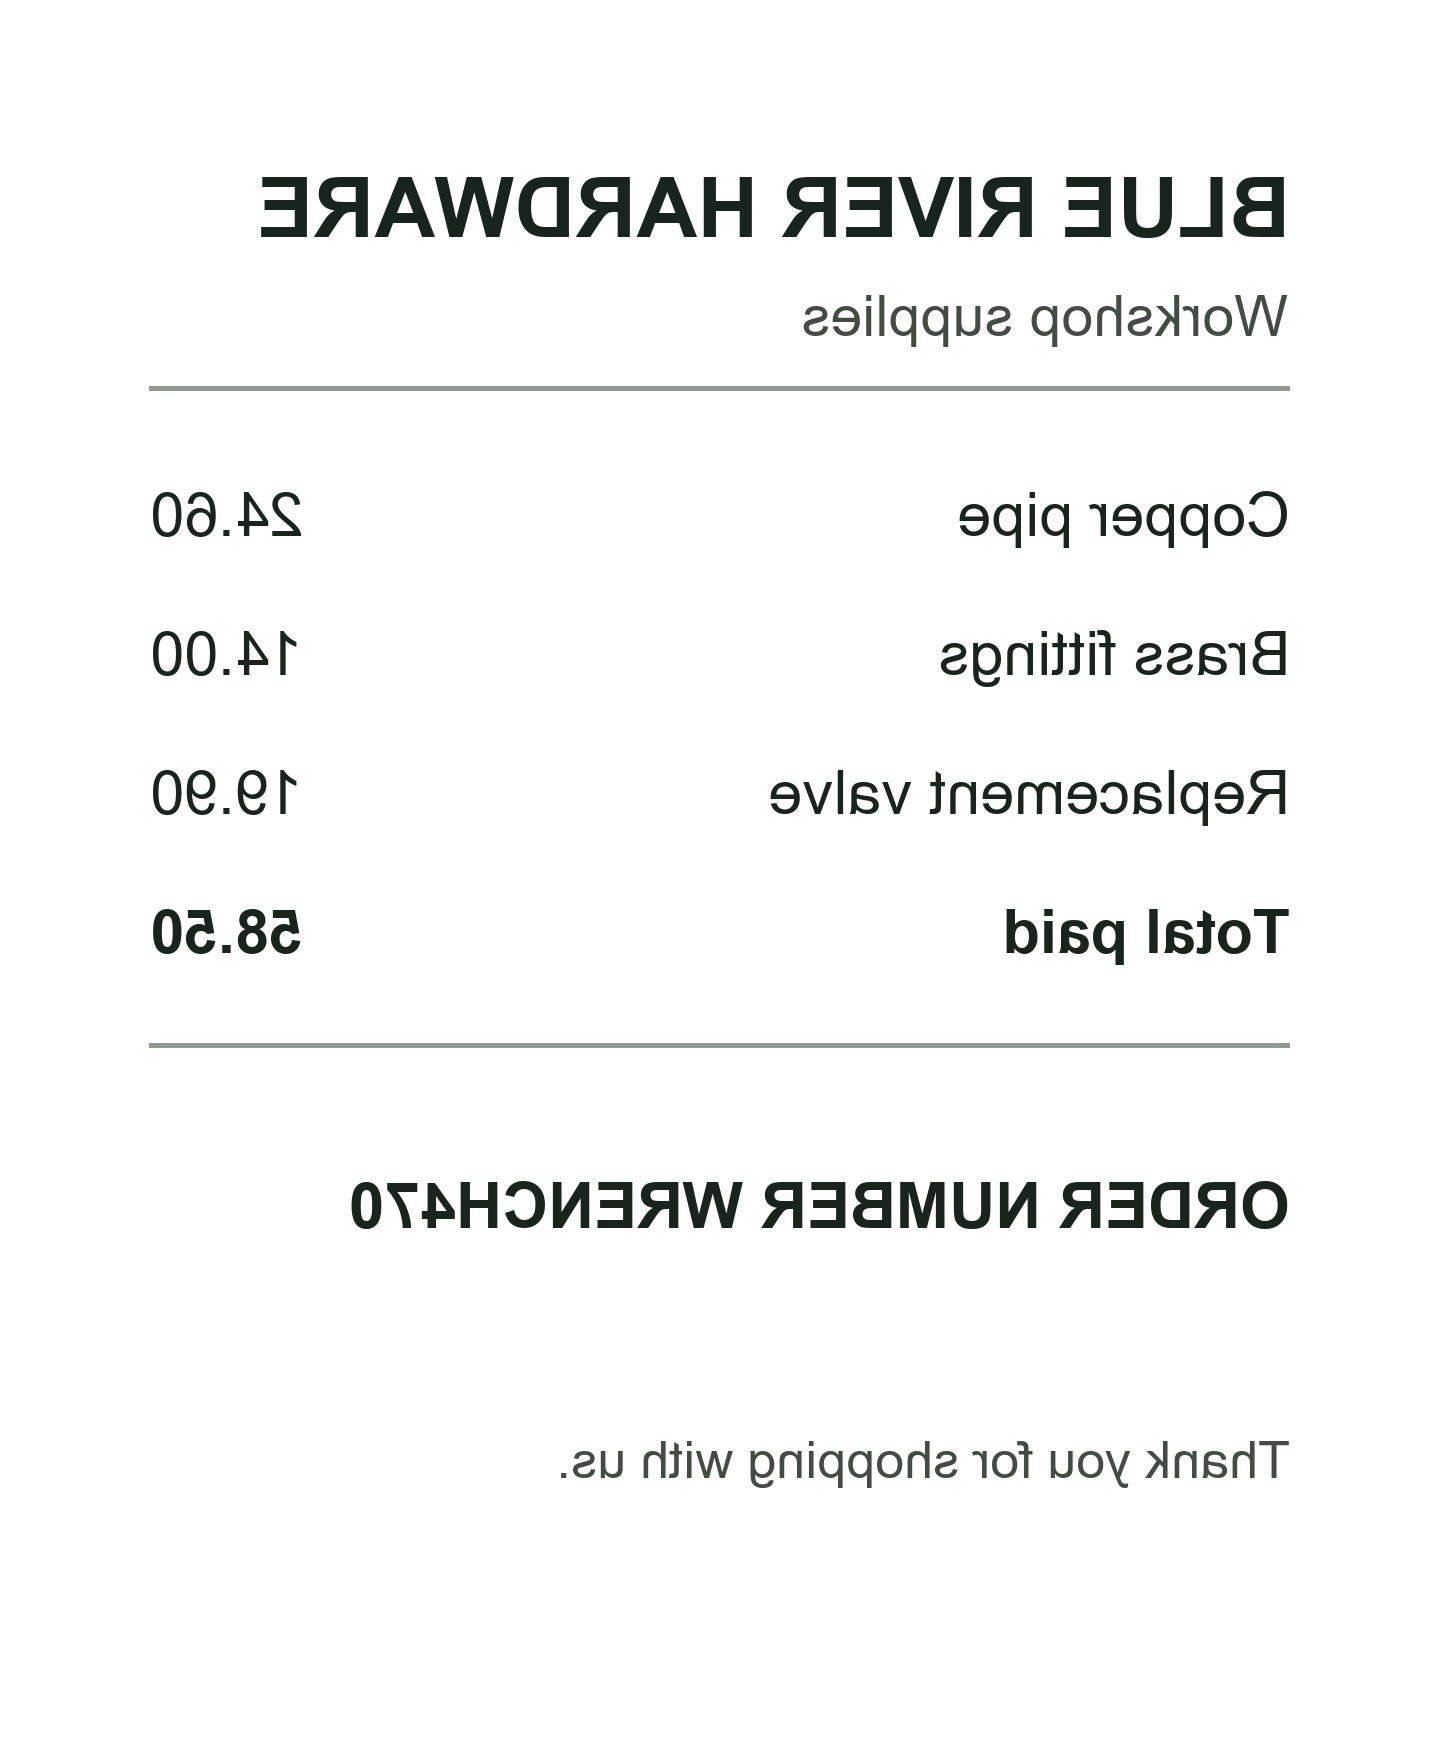 BLUE RIVER HARDWARE
Workshop supplies
Copper pipe 24.60
Brass fittings 14.00
Replacement valve 19.90
Total paid 58.50
ORDER NUMBER WRENCH470
Thank you for shopping with us.